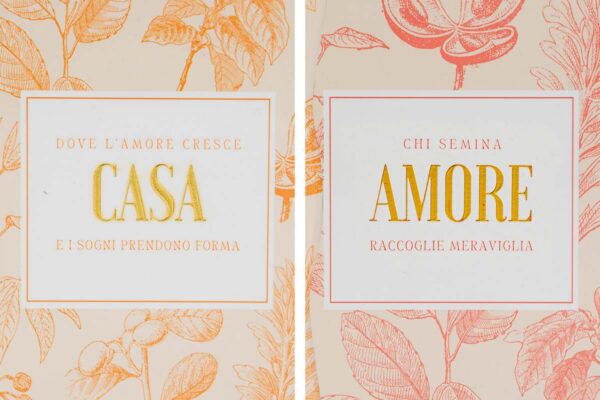 DOVE L'AMORE CRESCE
CASA
E I SOGNI PRENDONO FORMA
CHI SEMINA
AMORE
RACCOGLIE MERAVIGLIA